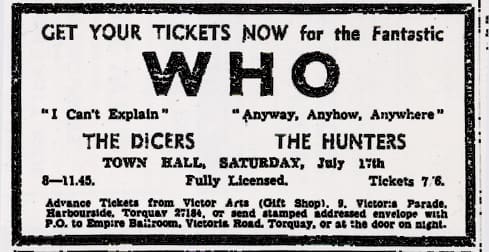 GET YOUR TICKETS NOW for the Fantastic
WHO
"I Can't Explain" "Anyway, Anyhow, Anywhere"
THE DICERS THE HUNTERS
TOWN HALL, SATURDAY, July 17th
8—11.45. Fully Licensed. Tickets 7/6.
Advance Tickets from Victor Arts (Gift Shop), 9, Victoria Parade,
Harbourside, Torquay 27184, or send stamped addressed envelope with
P.O. to Empire Ballroom, Victoria Road, Torquay, or at the door on night.